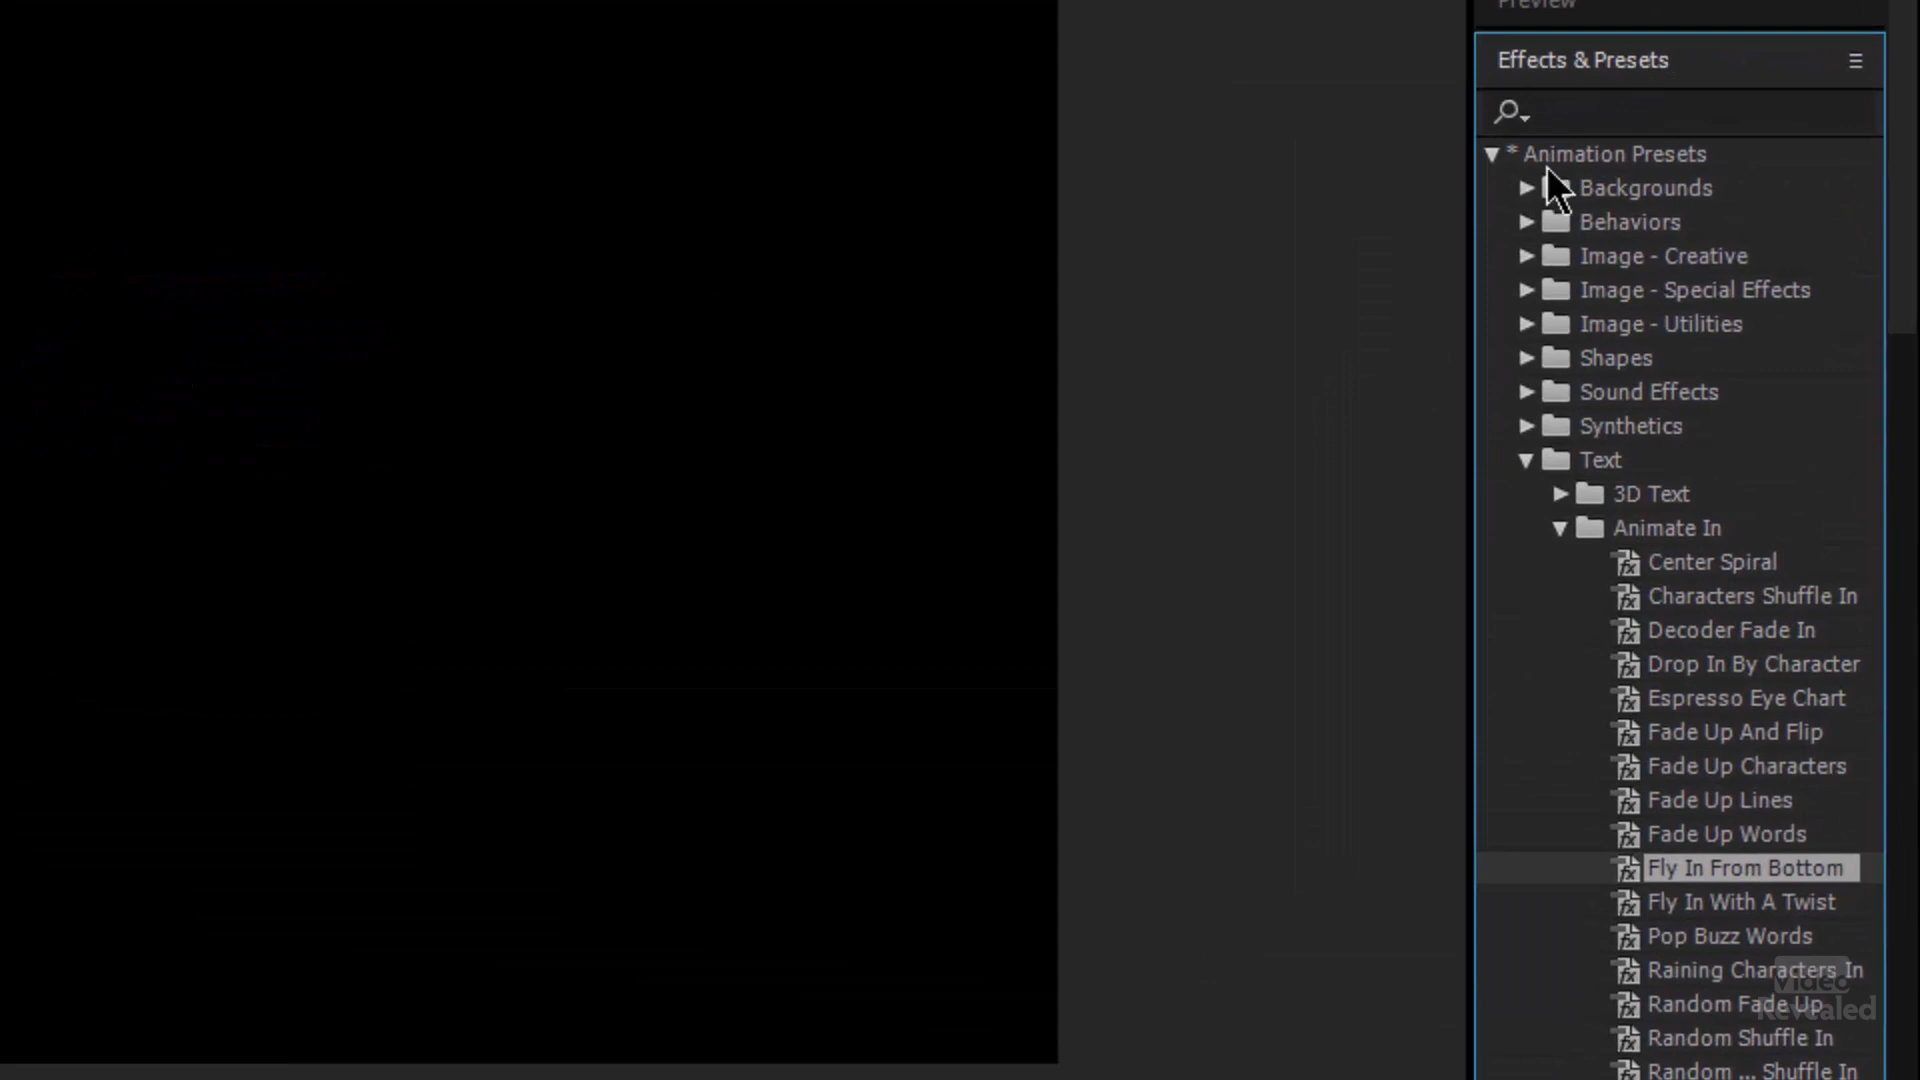 Preview
Effects & Presets
* Animation Presets
Backgrounds
Behaviors
Image - Creative
Image - Special Effects
Image - Utilities
Shapes
Sound Effects
Synthetics
Text
3D Text
Animate In
Center Spiral
Characters Shuffle In
Decoder Fade In
Drop In By Character
Espresso Eye Chart
Fade Up And Flip
Fade Up Characters
Fade Up Lines
Fade Up Words
Fly In From Bottom
Fly In With A Twist
Pop Buzz Words
Raining Characters In
Random Fade Up
Random Shuffle In
Random ... Shuffle In
Video
Revealed